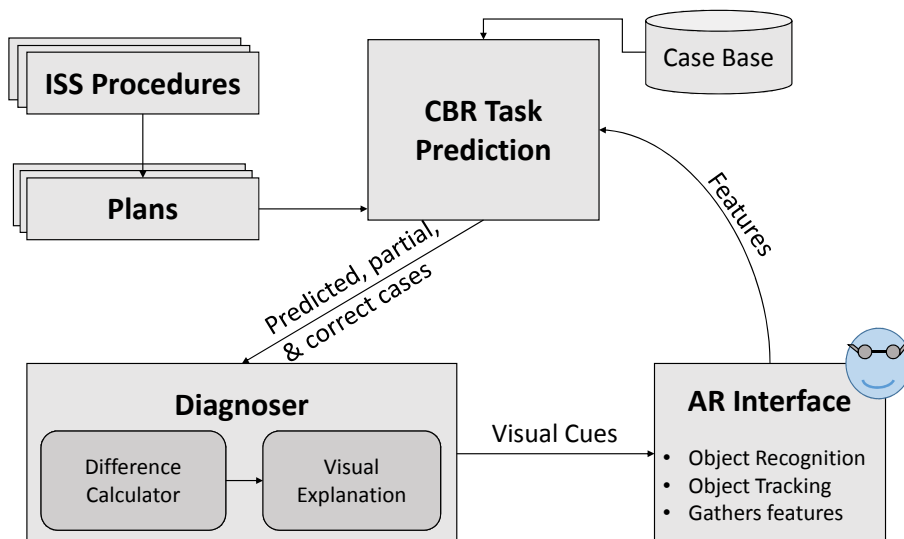 ISS Procedures
CBR Task
Prediction
Case Base
Plans
Features
Predicted, partial,
& correct cases
Diagnoser
Difference
Calculator
Visual
Explanation
Visual Cues
AR Interface
• Object Recognition
• Object Tracking
• Gathers features